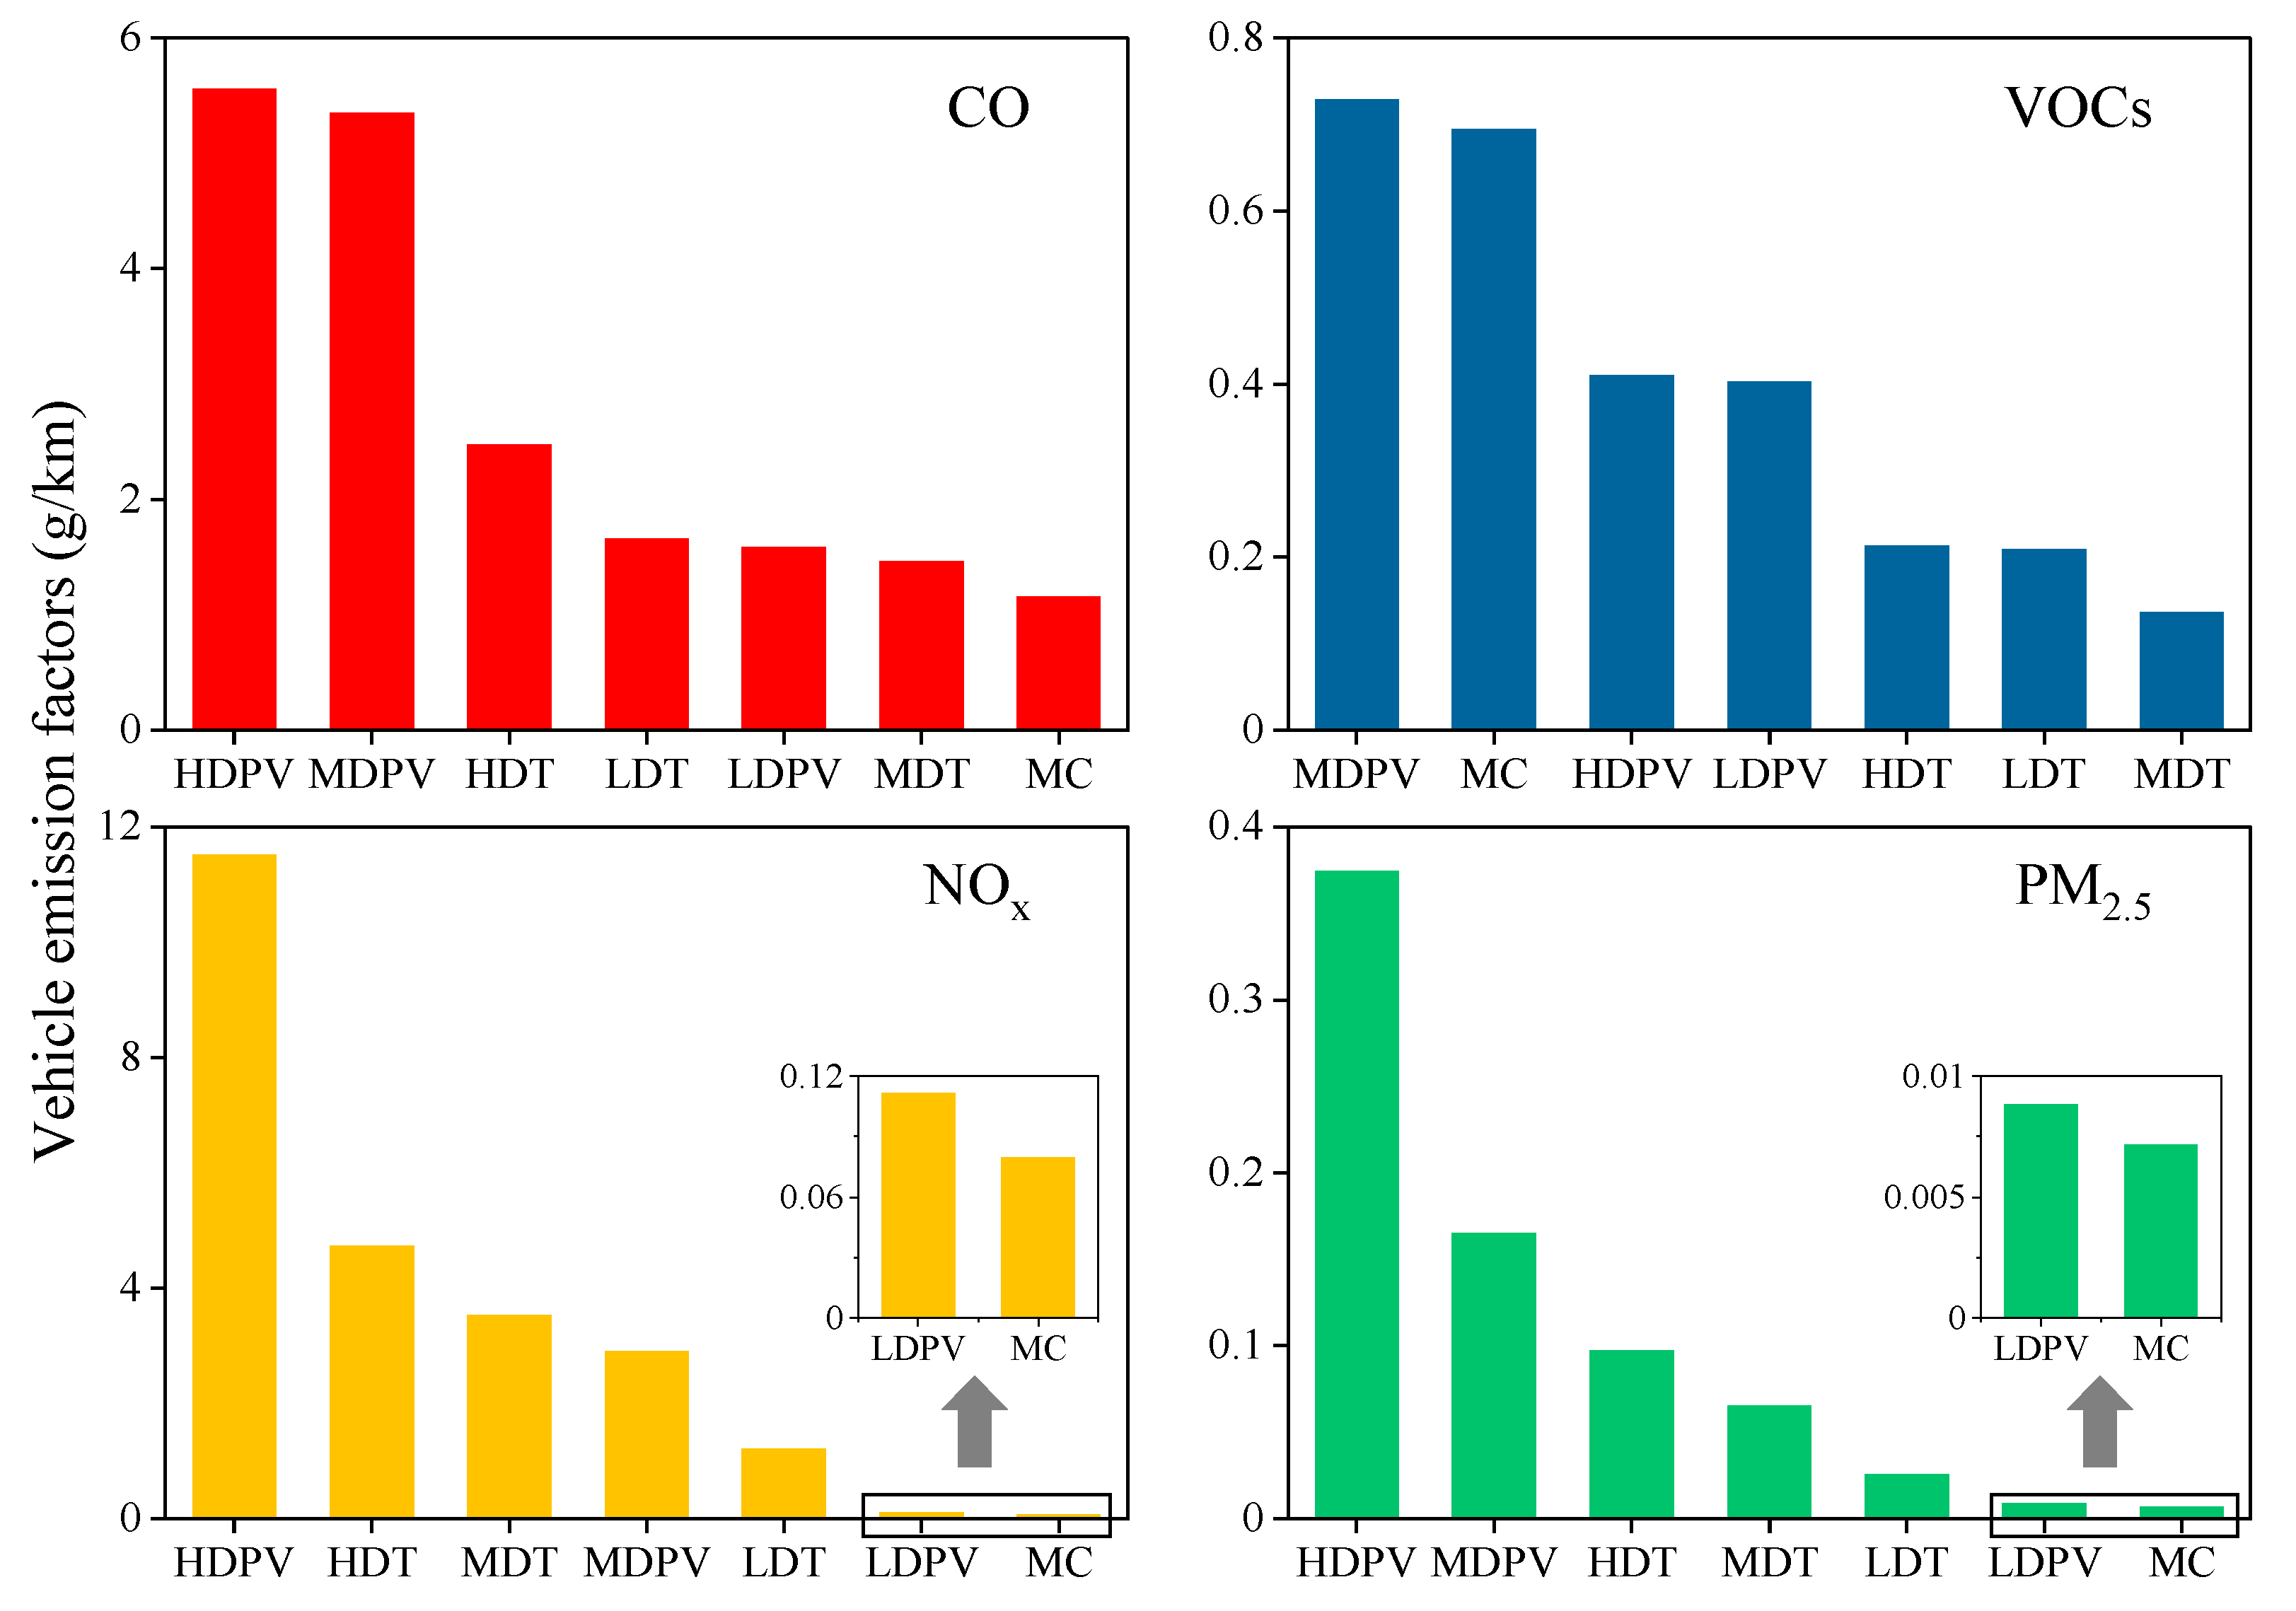 Vehicle emission factors (g/km)
CO
6
4
2
0
HDPV MDPV HDT LDT LDPV MDT MC
VOCs
0.8
0.6
0.4
0.2
0
MDPV MC HDPV LDPV HDT LDT MDT
NOx
12
8
4
0
HDPV HDT MDT MDPV LDT LDPV MC
0.12
0.06
0
LDPV MC
PM2.5
0.4
0.3
0.2
0.1
0
HDPV MDPV HDT MDT LDT LDPV MC
0.01
0.005
0
LDPV MC